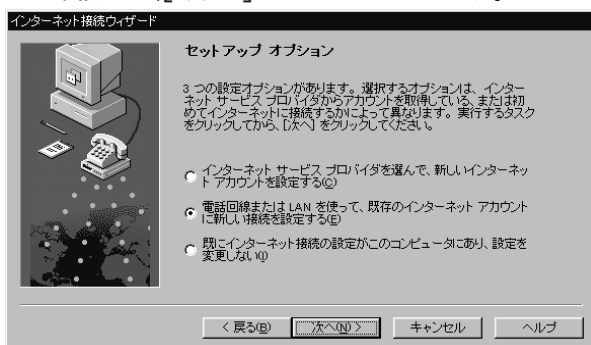 インターネット接続ウィザード
セットアップ オプション
3 つの設定オプションがあります。選択するオプションは、インター
ネット サービス プロバイダからアカウントを取得している、または初
めてインターネットに接続するかによって異なります。実行するタスク
をクリックしてから、[次へ] をクリックしてください。
インターネット サービス プロバイダを選んで、新しいインターネッ
ト アカウントを設定する(C)
電話回線または LAN を使って、既存のインターネット アカウント
に新しい接続を設定する(E)
既にインターネット接続の設定がこのコンピュータにあり、設定を
変更しない(I)
< 戻る(B) 次へ(N) > キャンセル ヘルプ